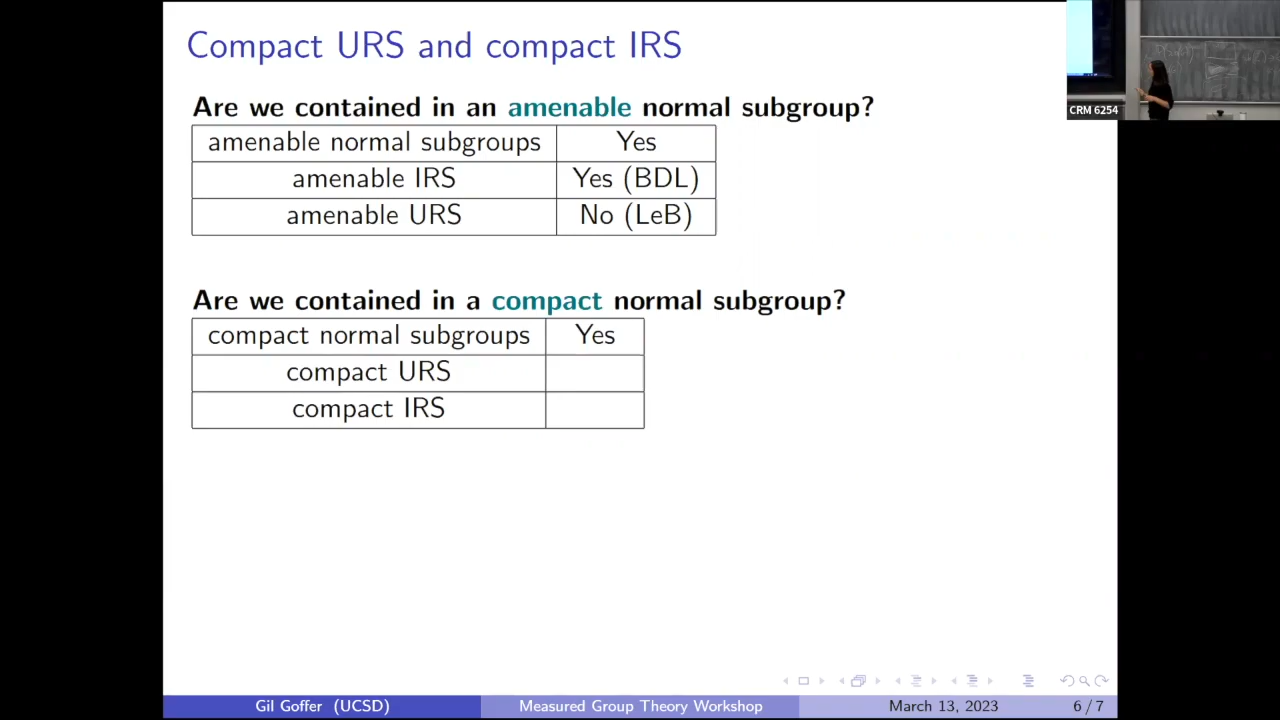 Compact URS and compact IRS
CRM 6254
Are we contained in an amenable normal subgroup?
amenable normal subgroups Yes
amenable IRS Yes (BDL)
amenable URS No (LeB)
Are we contained in a compact normal subgroup?
compact normal subgroups Yes
compact URS
compact IRS
Gil Goffer (UCSD) Measured Group Theory Workshop March 13, 2023 6 / 7